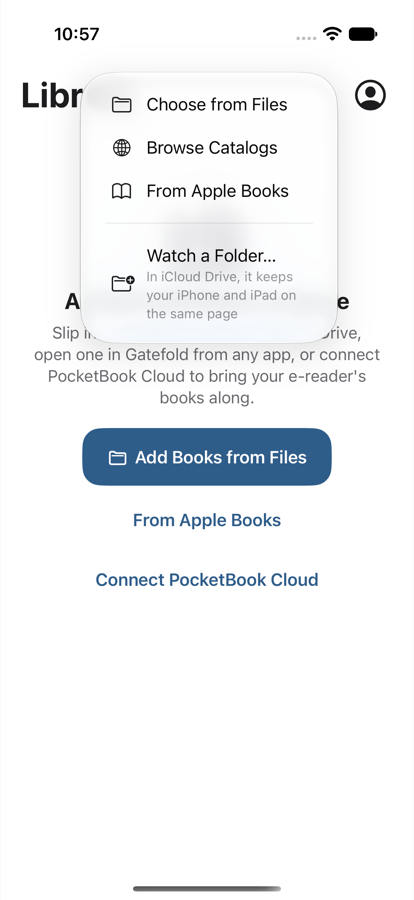 10:57
Libr
Choose from Files
Browse Catalogs
From Apple Books
Watch a Folder...
In iCloud Drive, it keeps
your iPhone and iPad on
the same page
open one in Gatefold from any app, or connect
PocketBook Cloud to bring your e-reader's
books along.
Add Books from Files
From Apple Books
Connect PocketBook Cloud